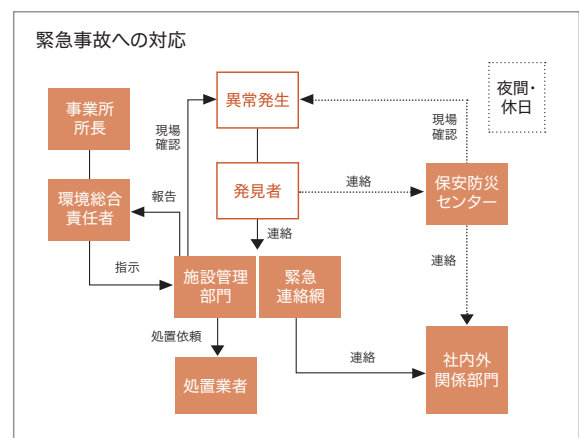 緊急事故への対応
事業所
所長
異常発生
夜間・
休日
現場
確認
現場
確認
環境総合
責任者
報告
発見者
連絡
保安防災
センター
連絡
指示
施設管理
部門
緊急
連絡網
連絡
処置依頼
処置業者
連絡
社内外
関係部門